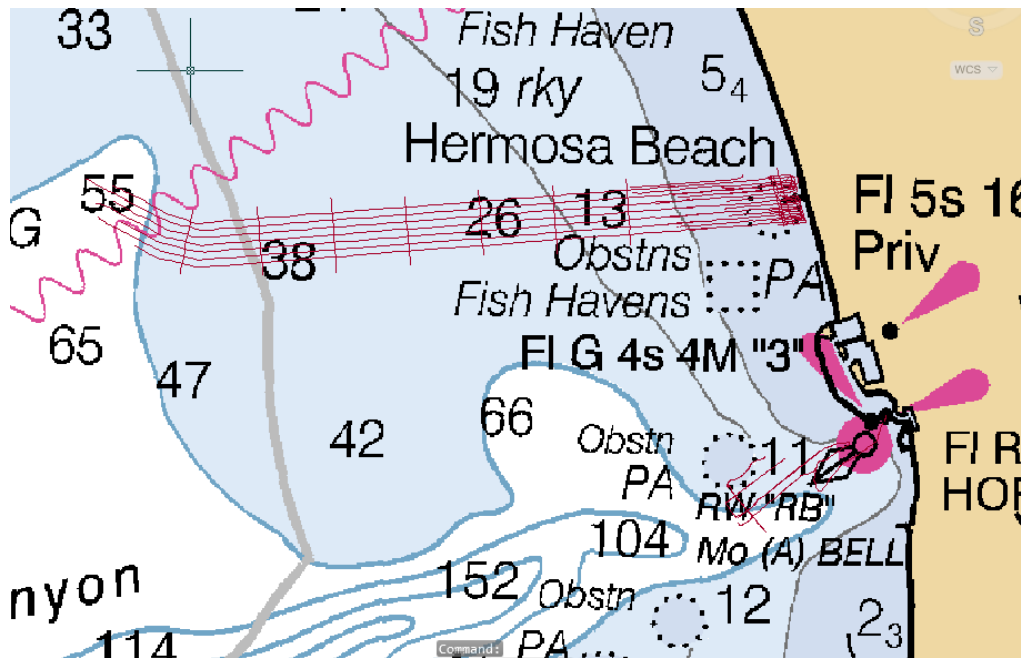 33
Fish Haven
S
WCS
19 rky
5₄
Hermosa Beach
55
Fl 5s 16
Priv
G
26
13
38
Obstns
PA
Fish Havens
65
Fl G 4s 4M "3"
47
66
42
Obstn
11
PA
Fl R
HO
RW "RB"
104
Mo (A) BELL
nyon
152
Obstn
12
2₃
114
PA
Command: